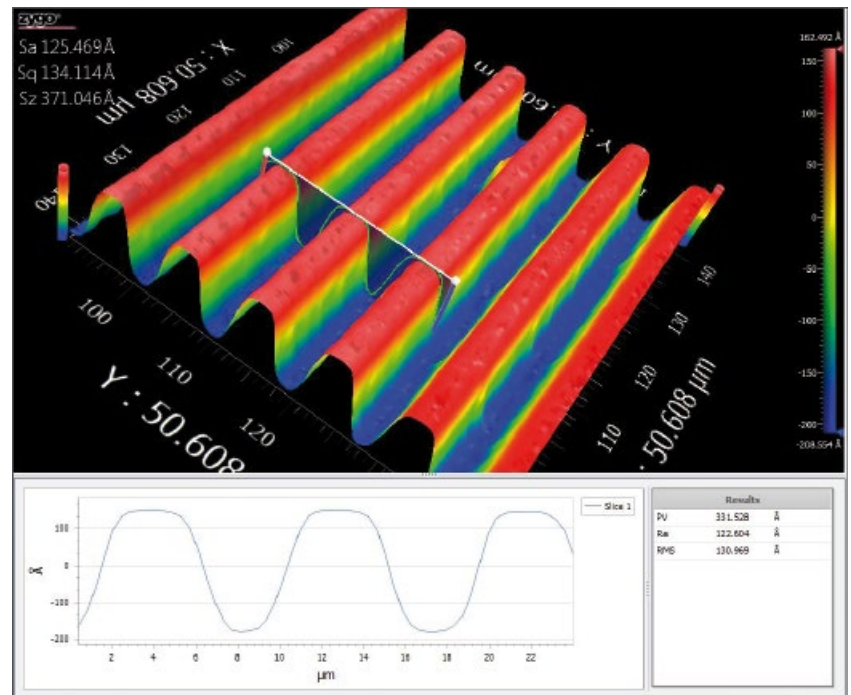 zygo
Sa 125.469Å
Sq 134.114Å
Sz 371.046Å
X : 50.608 µm
100
110
120
130
140
100
110
120
Y : 50.608
140
130
120
110
: 50.608 µm
162.492 Å
150
100
50
0
-50
-100
-150
-200
-208.554 Å
100
0
-100
-200
Å
2 4 6 8 10 12 14 16 18 20 22
µm
Slice 1
Results
PV 331.528 Å
Ra 122.604 Å
RMS 130.969 Å